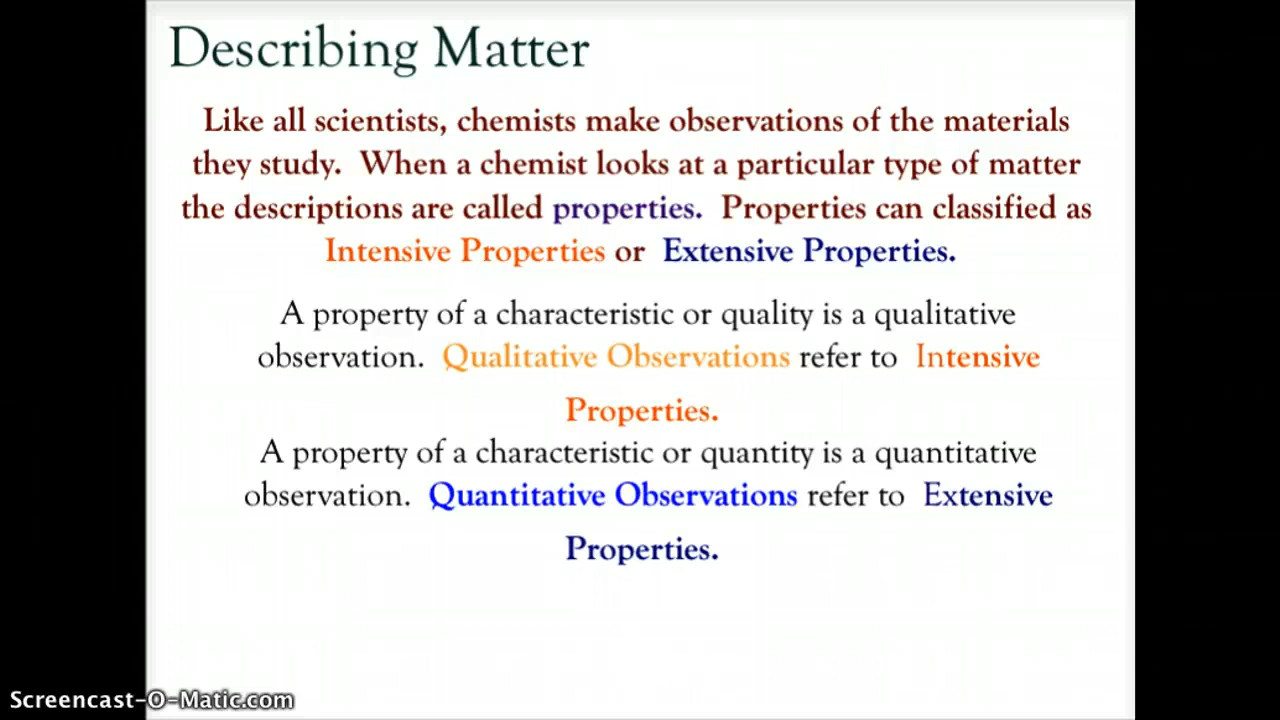 Describing Matter
Like all scientists, chemists make observations of the materials
they study. When a chemist looks at a particular type of matter
the descriptions are called properties. Properties can classified as
Intensive Properties or Extensive Properties.
A property of a characteristic or quality is a qualitative
observation. Qualitative Observations refer to Intensive
Properties.
A property of a characteristic or quantity is a quantitative
observation. Quantitative Observations refer to Extensive
Properties.
Screencast-O-Matic.com